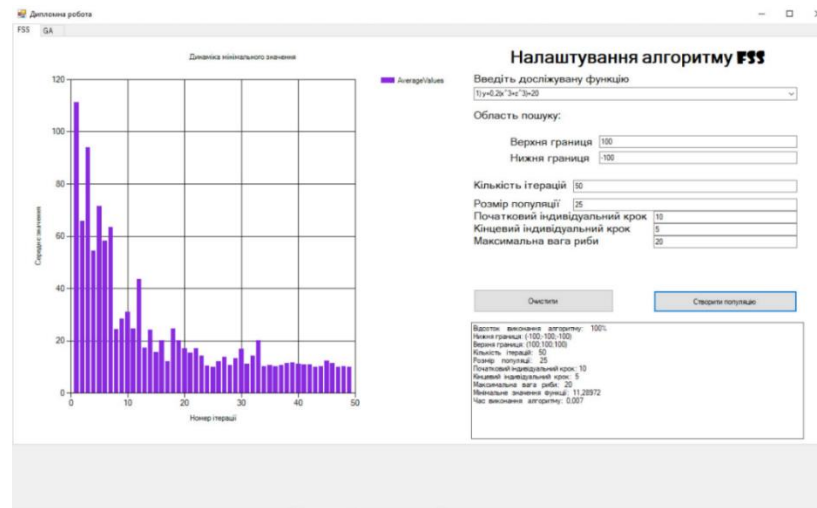 Дипломна робота
FSS GA
Динаміка мінімального значення
AverageValues
120
100
80
60
40
20
0
Середнє значення
0 10 20 30 40 50
Номер ітерації
Налаштування алгоритму FSS
Введіть досліжувану функцію
Область пошуку:
Верхня границя 100
Нижня границя -100
Кількість ітерацій 50
Розмір популяції 25
Початковий індивідуальний крок 10
Кінцевий індивідуальний крок 5
Максимальна вага риби 20
Очистити Створити популяцію
Відсоток виконання алгоритму: 100%
Нижня границя: (-100;-100;-100)
Верхня границя: (100;100;100)
Кількість ітерацій: 50
Розмір популяції: 25
Початковий індивідуальний крок: 10
Кінцевий індивідуальний крок: 5
Максимальна вага риби: 20
Мінімальне значення функції: 11,28972
Час виконання алгоритму: 0,007